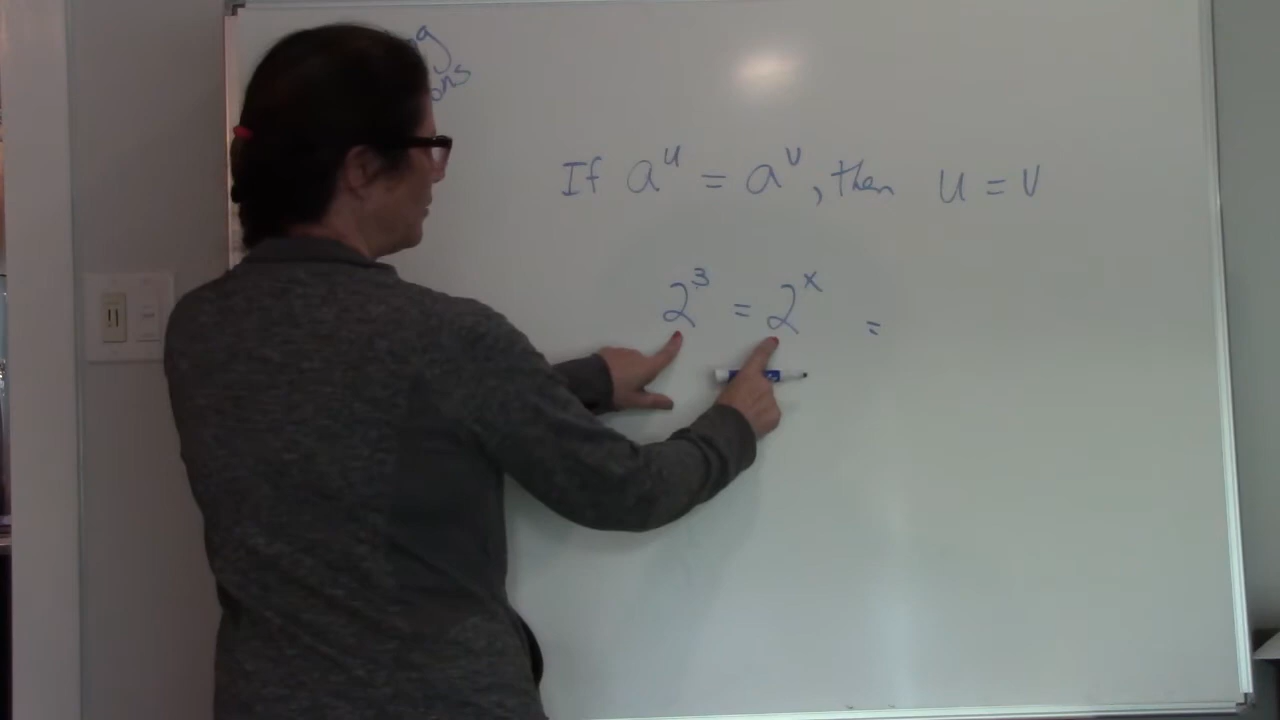 If a^u = a^v, then u = v
2^3 = 2^x =